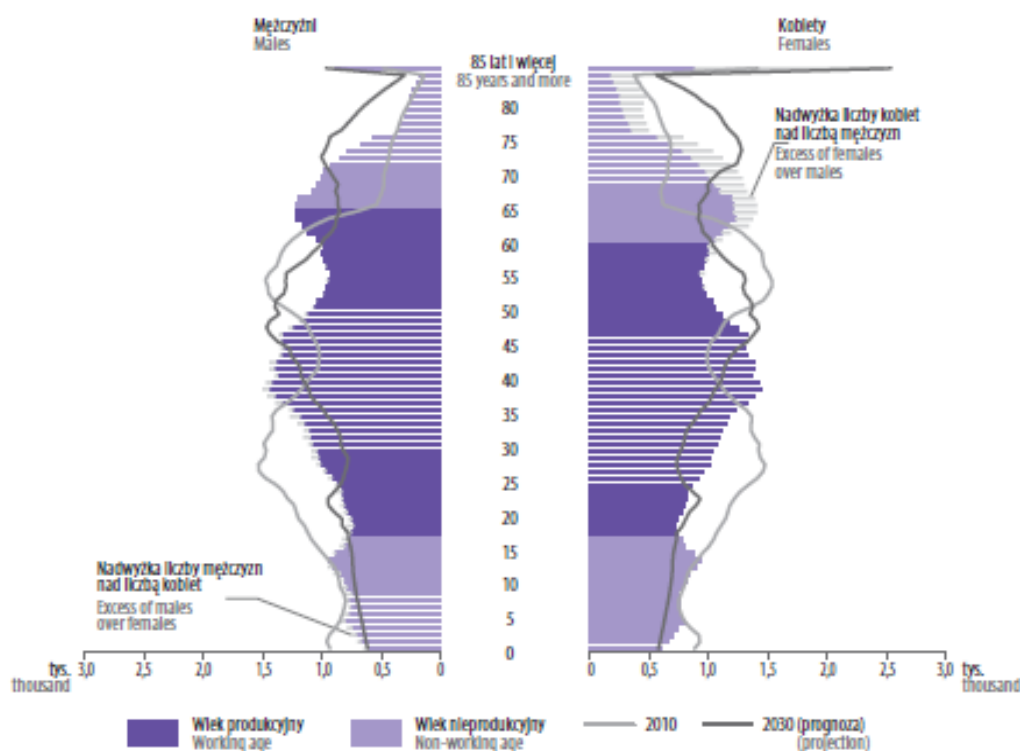 Mężczyźni
Males
Kobiety
Females
85 lat i więcej
85 years and more
80
75
70
65
60
55
50
45
40
35
30
25
20
15
10
5
0
Nadwyżka liczby kobiet
nad liczbą mężczyzn
Excess of females
over males
Nadwyżka liczby mężczyzn
nad liczbą kobiet
Excess of males
over females
tys.
thousand
3,0 2,5 2,0 1,5 1,0 0,5 0
0 0,5 1,0 1,5 2,0 2,5 3,0
tys.
thousand
Wiek produkcyjny
Working age
Wiek nieprodukcyjny
Non-working age
2010
2030 (prognoza)
(projection)